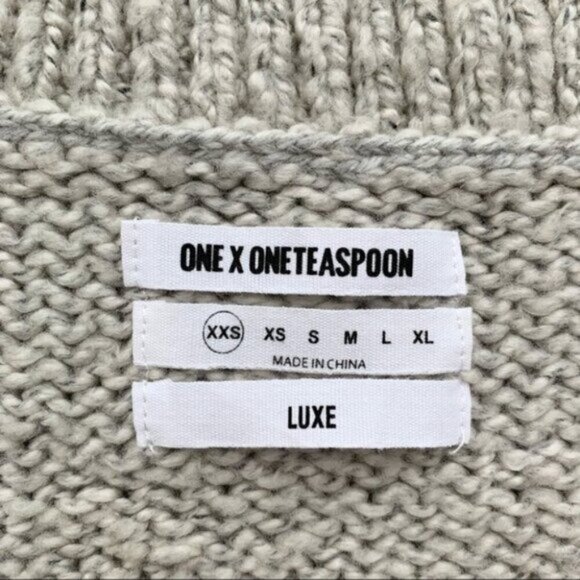 ONE X ONETEASPOON
XXS XS S M L XL
MADE IN CHINA
LUXE